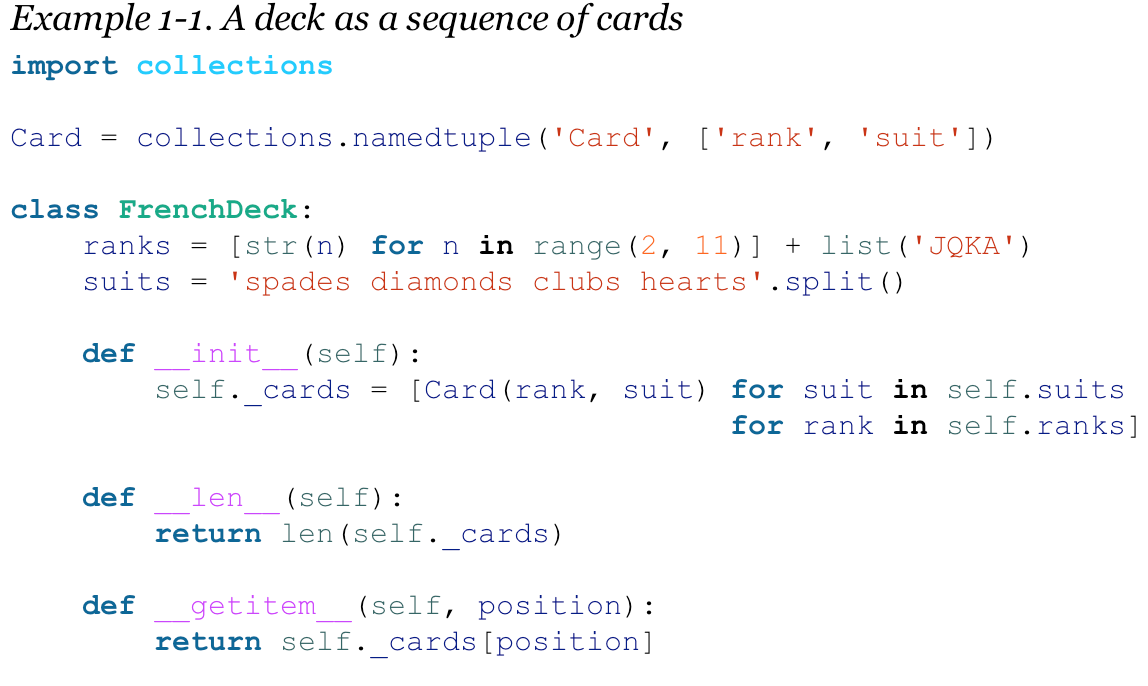 Example 1-1. A deck as a sequence of cards
import collections

Card = collections.namedtuple('Card', ['rank', 'suit'])

class FrenchDeck:
    ranks = [str(n) for n in range(2, 11)] + list('JQKA')
    suits = 'spades diamonds clubs hearts'.split()

    def __init__(self):
        self._cards = [Card(rank, suit) for suit in self.suits
                                        for rank in self.ranks]

    def __len__(self):
        return len(self._cards)

    def __getitem__(self, position):
        return self._cards[position]